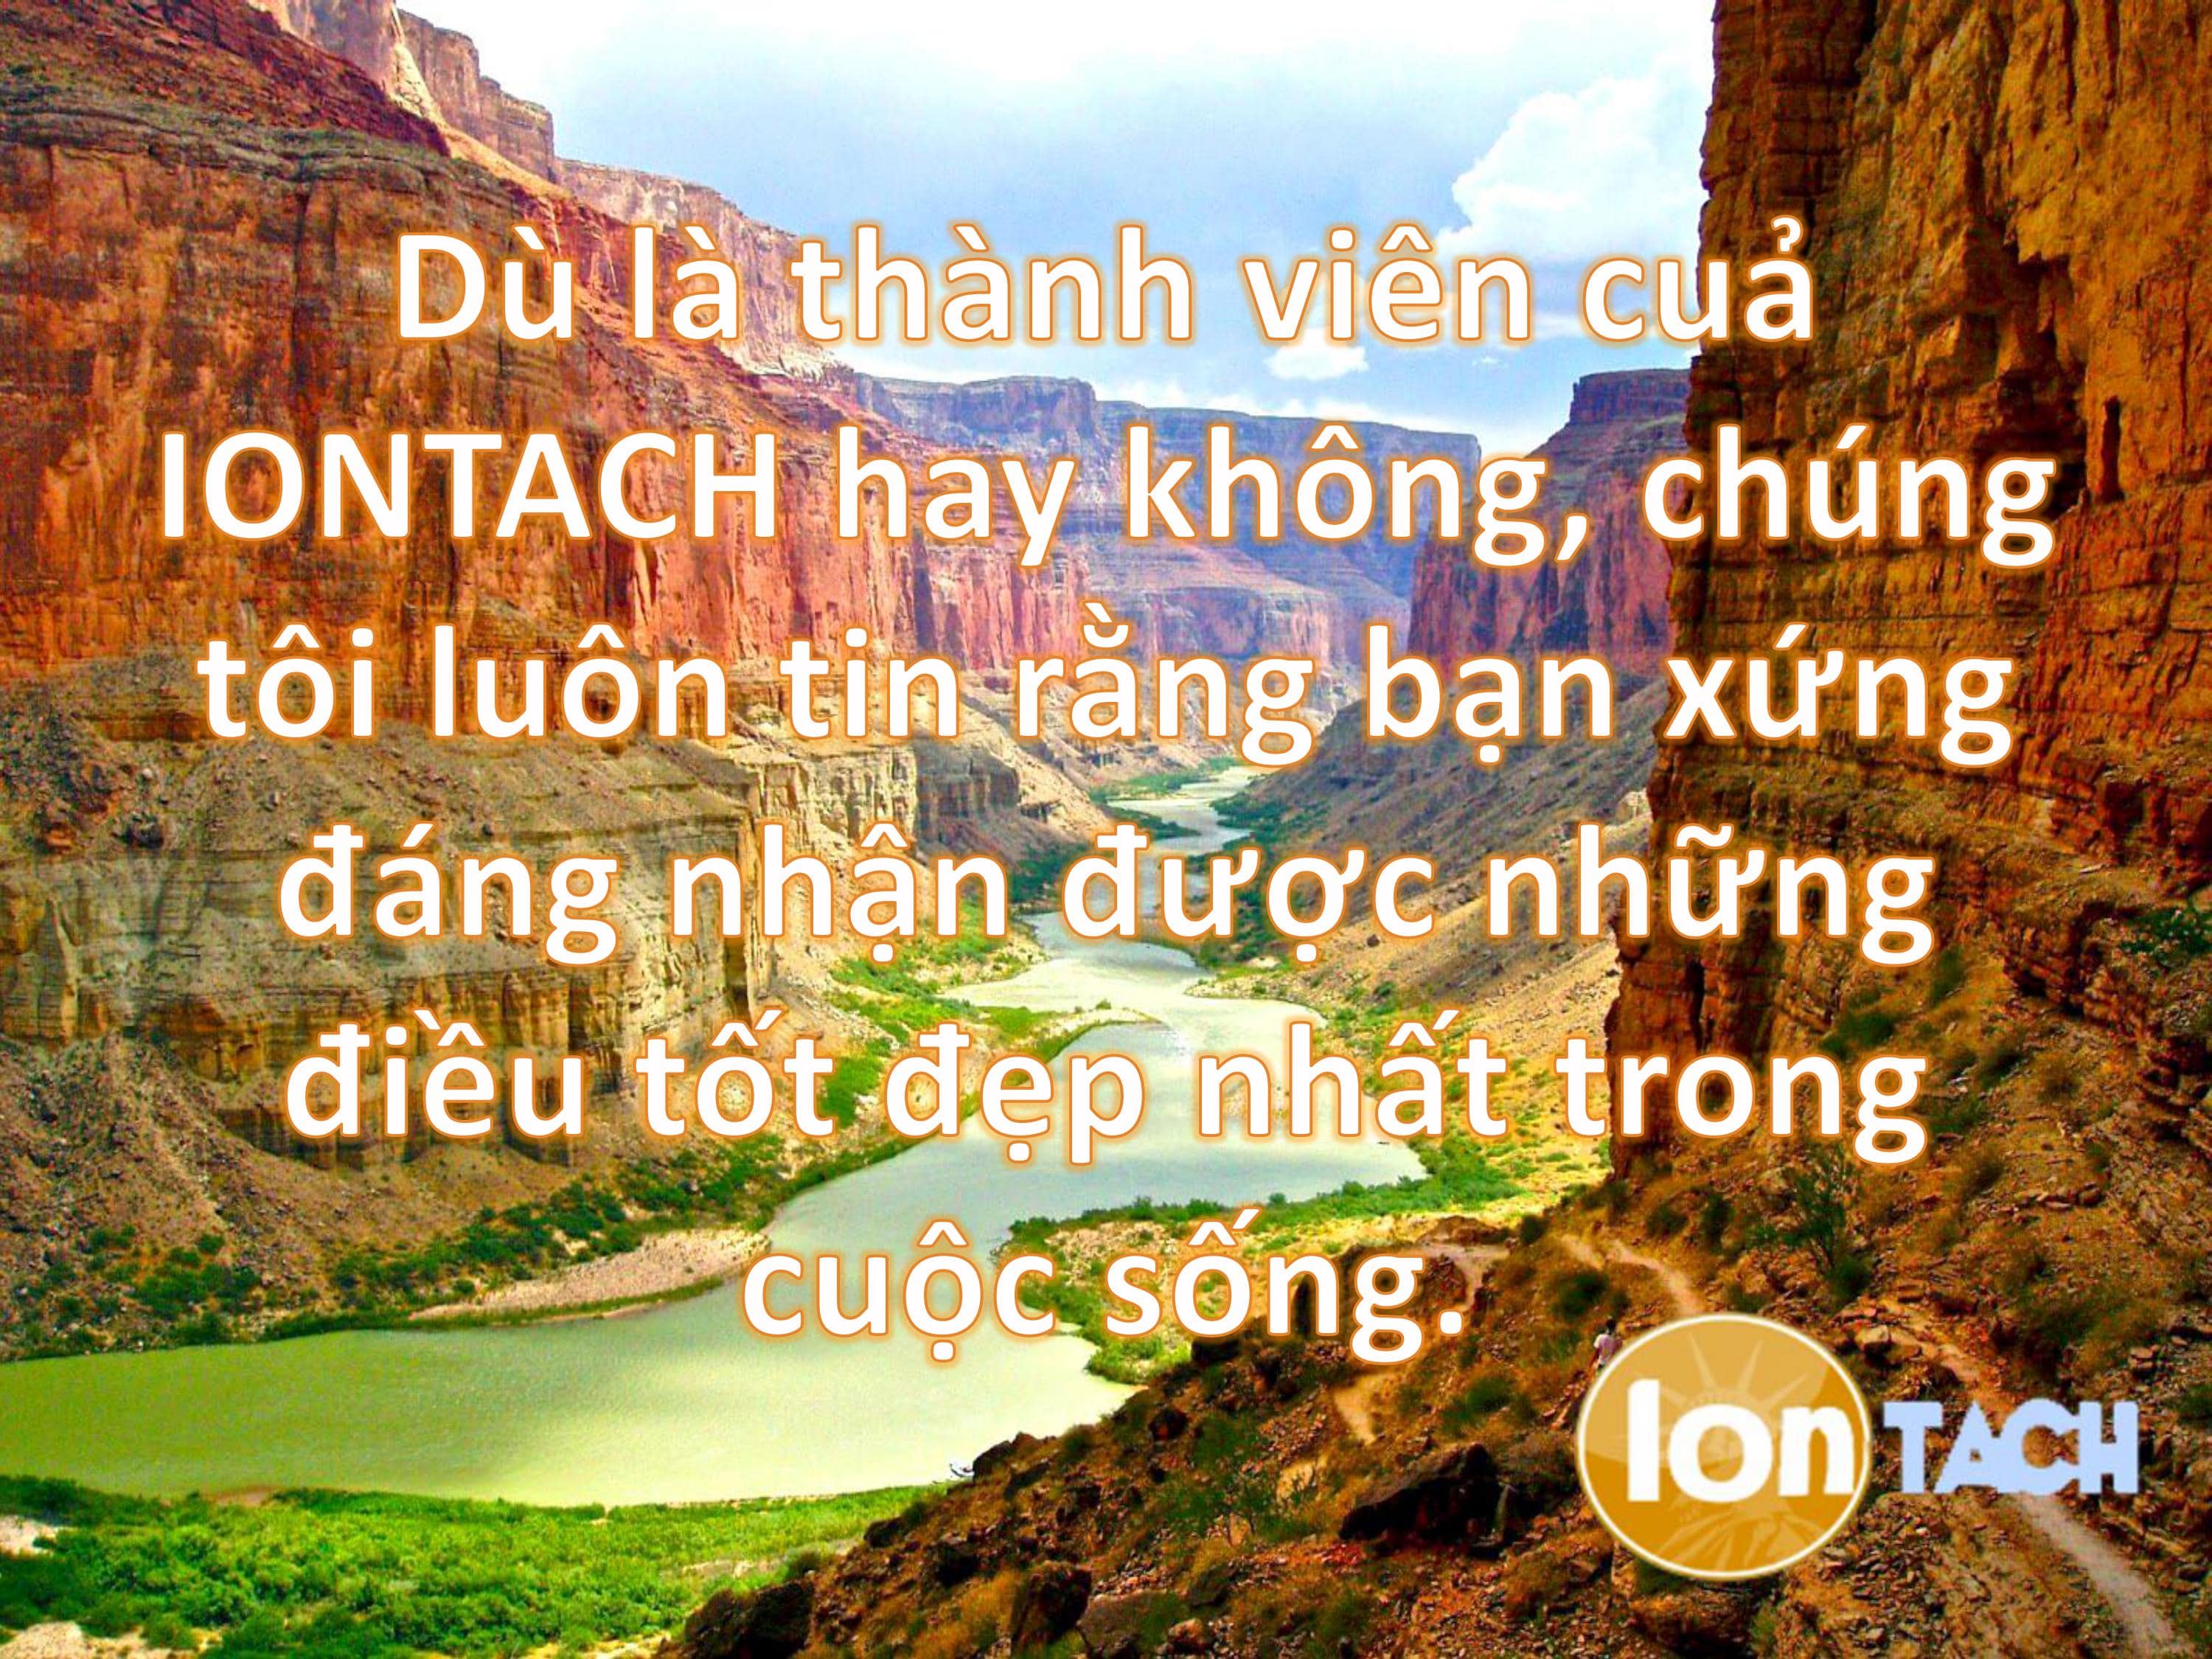 Dù là thành viên cuả
IONTACH hay không, chúng
tôi luôn tin rằng bạn xứng
đáng nhận được những
điều tốt đẹp nhất trong
cuộc sống.
Ion TACH